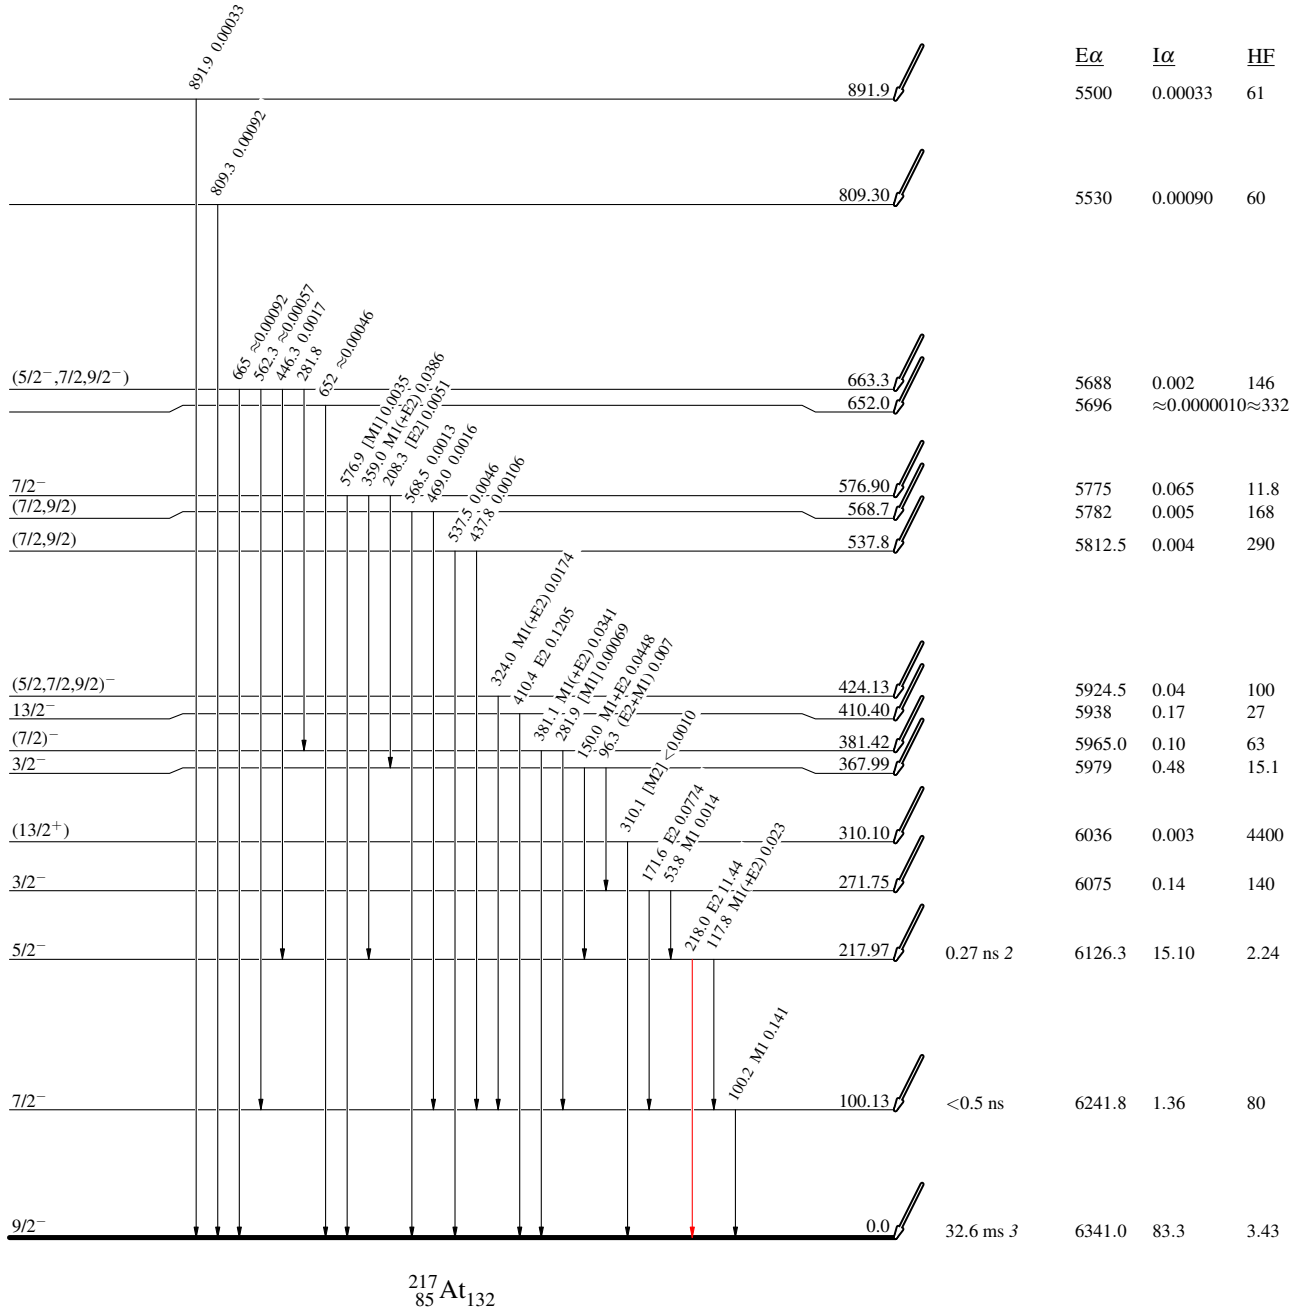 Eα Iα HF
891.9 0.00033
891.9 5500 0.00033 61
809.3 0.00092
809.30 5530 0.00090 60
665 ≈0.00092
562.3 ≈0.00057
446.3 0.0017
281.8
652 ≈0.00046
(5/2⁻,7/2,9/2⁻) 663.3 5688 0.002 146
652.0 5696 ≈0.0000010 ≈332
576.9 [M1] 0.0035
359.0 M1(+E2) 0.0386
208.3 [E2] 0.0051
568.5 0.0013
469.0 0.0016
537.5 0.0046
437.8 0.00106
7/2⁻ 576.90 5775 0.065 11.8
(7/2,9/2) 568.7 5782 0.005 168
(7/2,9/2) 537.8 5812.5 0.004 290
324.0 M1(+E2) 0.0174
410.4 E2 0.1205
381.1 M1(+E2) 0.0341
281.9 [M1] 0.00069
150.0 M1+E2 0.0448
96.3 (E2+M1) 0.007
(5/2,7/2,9/2)⁻ 424.13 5924.5 0.04 100
13/2⁻ 410.40 5938 0.17 27
(7/2)⁻ 381.42 5965.0 0.10 63
3/2⁻ 367.99 5979 0.48 15.1
310.1 [M2] <0.0010
171.6 E2 0.0774
53.8 M1 0.014
(13/2⁺) 310.10 6036 0.003 4400
3/2⁻ 271.75 6075 0.14 140
218.0 E2 11.44
117.8 M1(+E2) 0.023
5/2⁻ 217.97 0.27 ns 2 6126.3 15.10 2.24
100.2 M1 0.141
7/2⁻ 100.13 <0.5 ns 6241.8 1.36 80
9/2⁻ 0.0 32.6 ms 3 6341.0 83.3 3.43
²¹⁷₈₅At₁₃₂